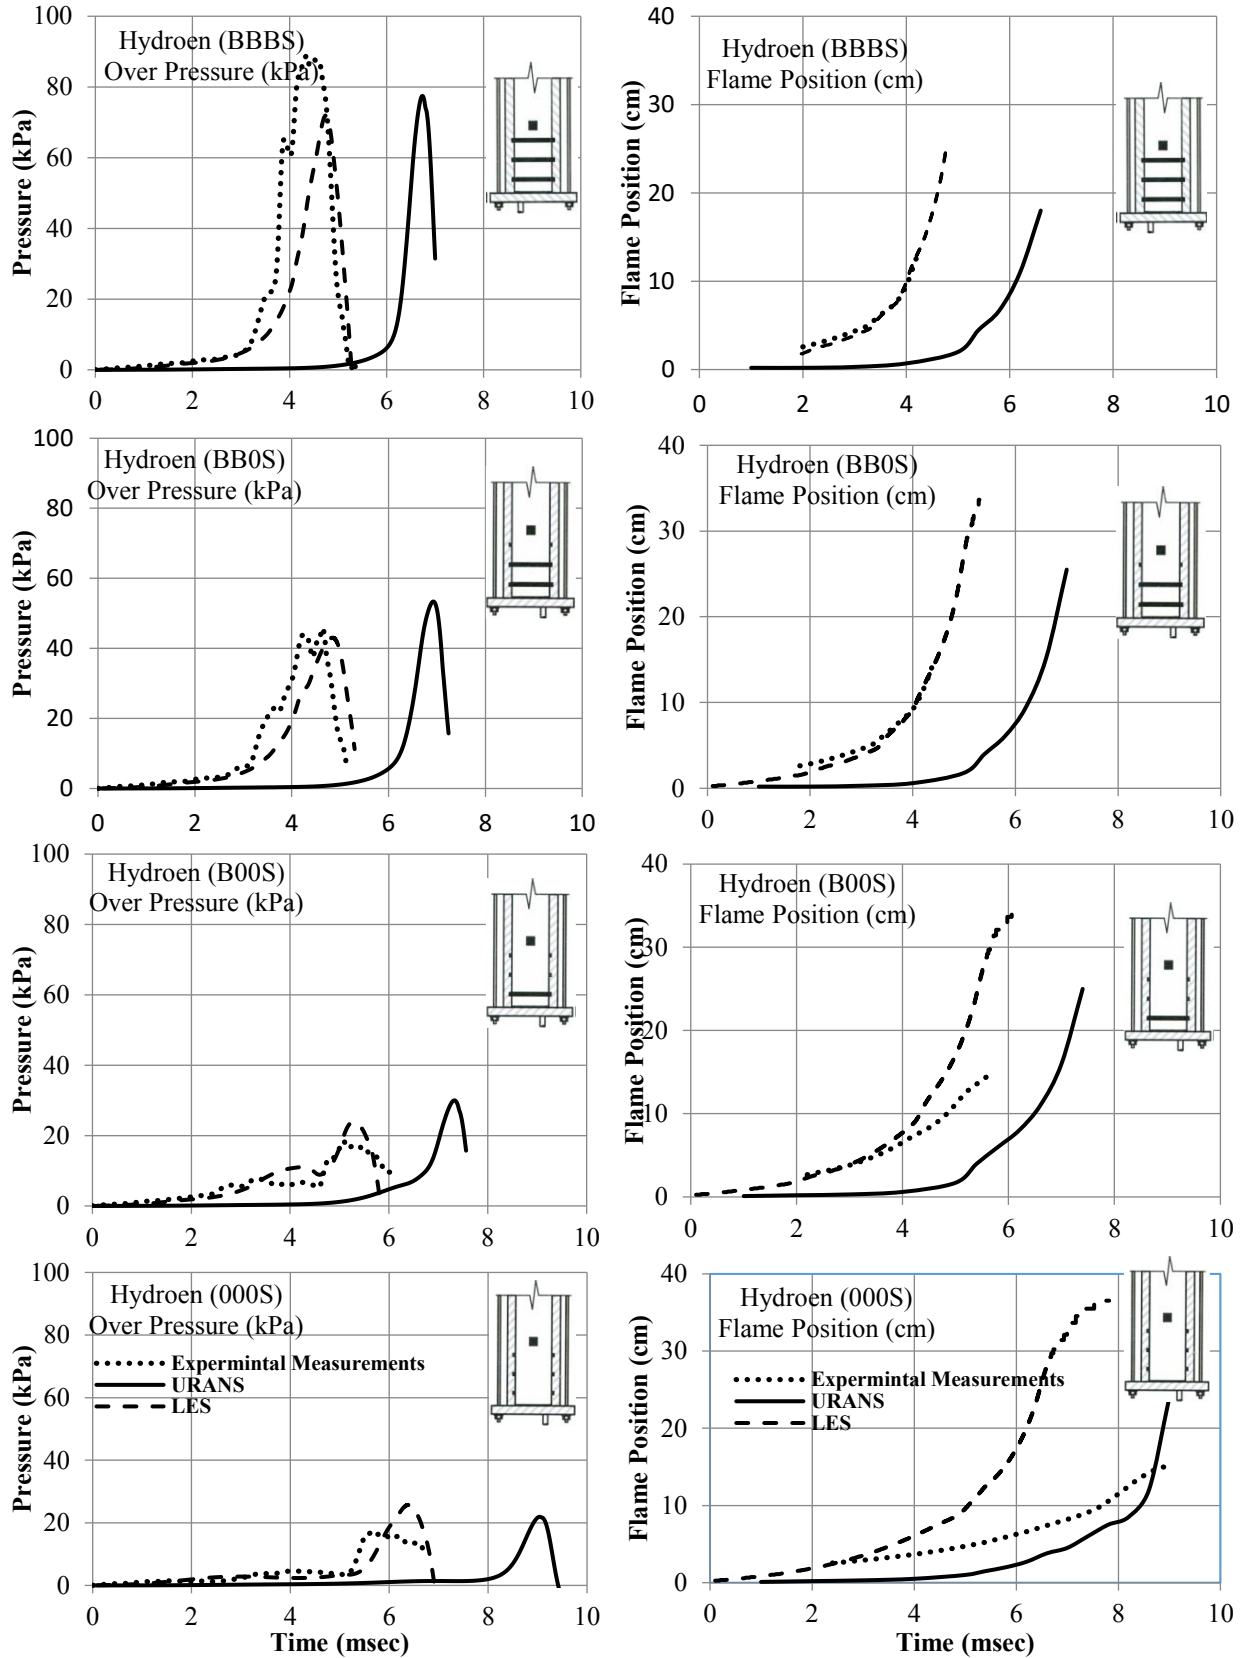 Hydroen (BBBS)
Over Pressure (kPa)
Pressure (kPa)
100
80
60
40
20
0
0 2 4 6 8 10
Hydroen (BBBS)
Flame Position (cm)
Flame Position (cm)
40
30
20
10
0
0 2 4 6 8 10
Hydroen (BB0S)
Over Pressure (kPa)
Pressure (kPa)
100
80
60
40
20
0
0 2 4 6 8 10
Hydroen (BB0S)
Flame Position (cm)
Flame Position (cm)
40
30
20
10
0
0 2 4 6 8 10
Hydroen (B00S)
Over Pressure (kPa)
Pressure (kPa)
100
80
60
40
20
0
0 2 4 6 8 10
Hydroen (B00S)
Flame Position (cm)
Flame Position (cm)
40
30
20
10
0
0 2 4 6 8 10
Hydroen (000S)
Over Pressure (kPa)
Expermintal Measurements
URANS
LES
Pressure (kPa)
100
80
60
40
20
0
0 2 4 6 8 10
Time (msec)
Hydroen (000S)
Flame Position (cm)
Expermintal Measurements
URANS
LES
Flame Position (cm)
40
30
20
10
0
0 2 4 6 8 10
Time (msec)